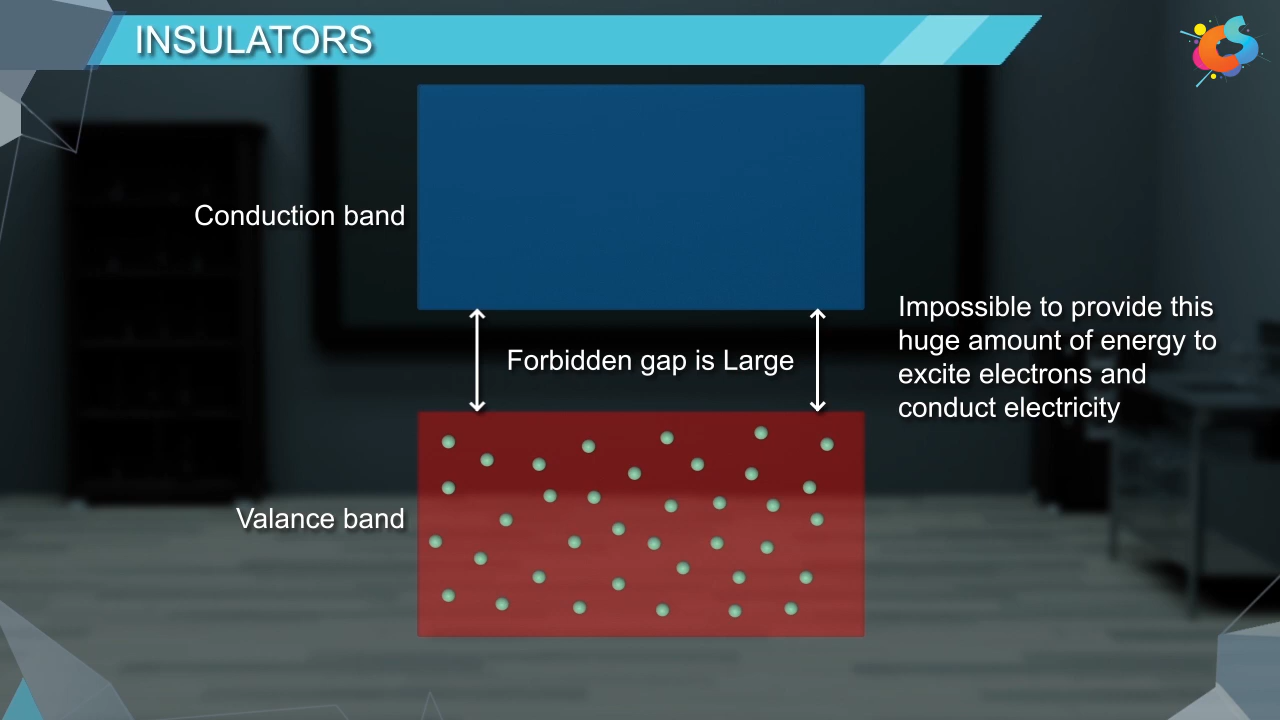 INSULATORS
Conduction band
Forbidden gap is Large
Impossible to provide this
huge amount of energy to
excite electrons and
conduct electricity
Valance band